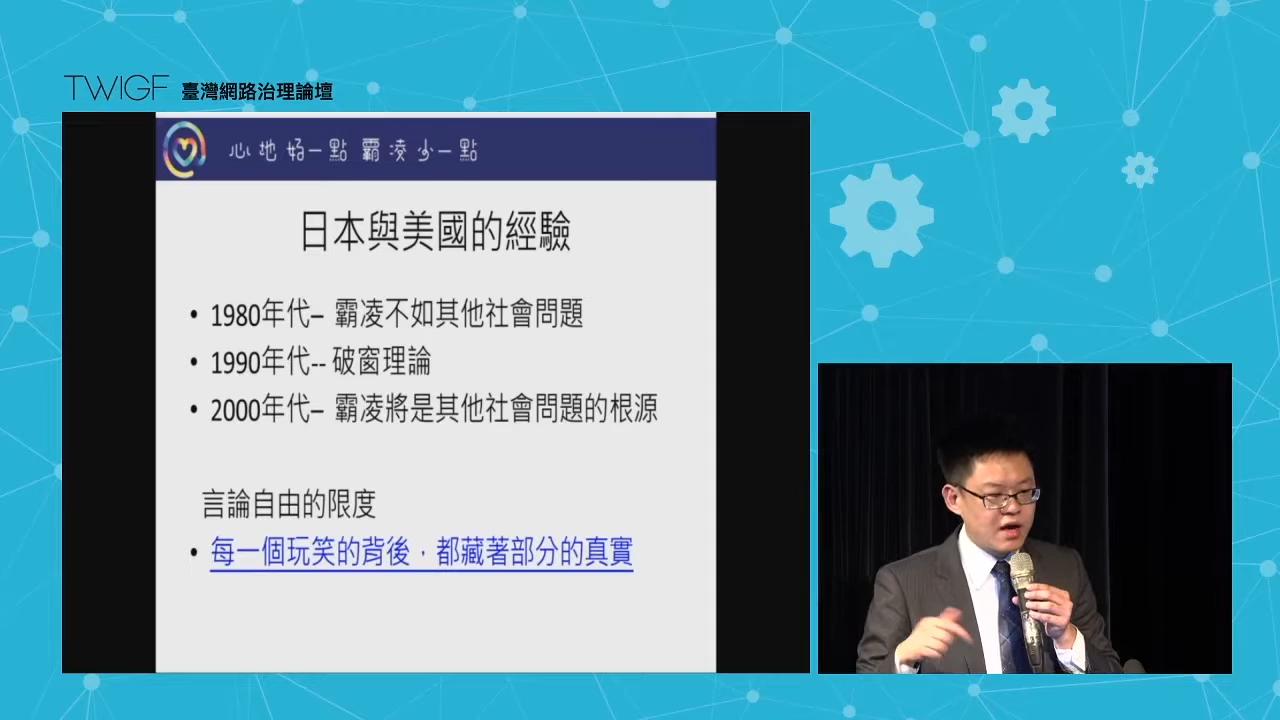 TWIGF 臺灣網路治理論壇
心地好一點 霸凌少一點
日本與美國的經驗
• 1980年代– 霸凌不如其他社會問題
• 1990年代-- 破窗理論
• 2000年代– 霸凌將是其他社會問題的根源
言論自由的限度
• 每一個玩笑的背後，都藏著部分的真實